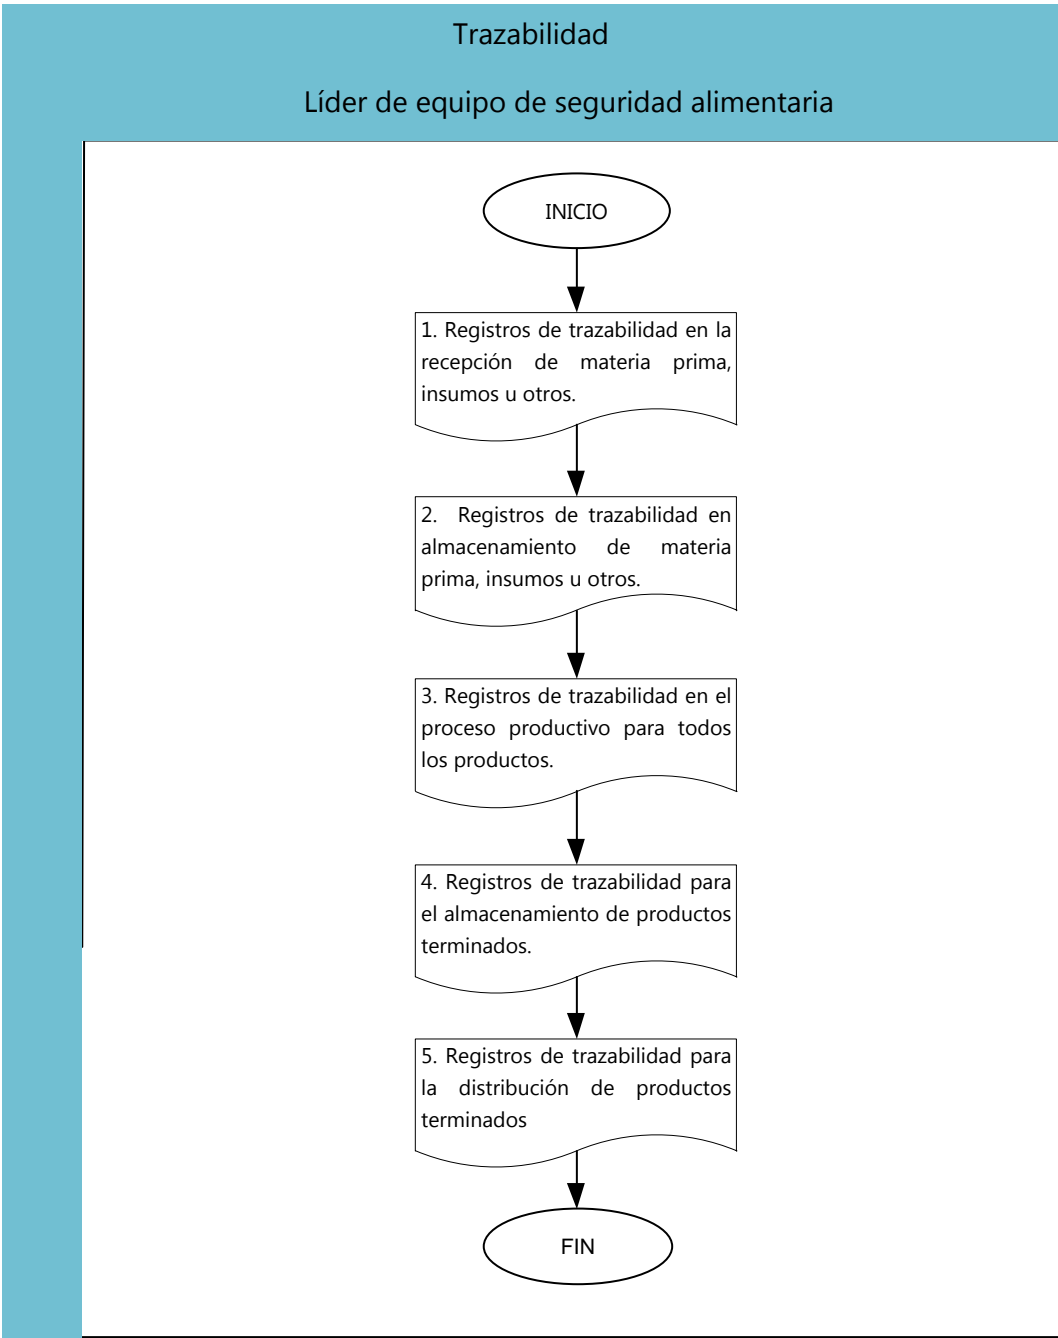 Trazabilidad
Líder de equipo de seguridad alimentaria
INICIO
1. Registros de trazabilidad en la
recepción de materia prima,
insumos u otros.
2. Registros de trazabilidad en
almacenamiento de materia
prima, insumos u otros.
3. Registros de trazabilidad en el
proceso productivo para todos
los productos.
4. Registros de trazabilidad para
el almacenamiento de productos
terminados.
5. Registros de trazabilidad para
la distribución de productos
terminados
FIN